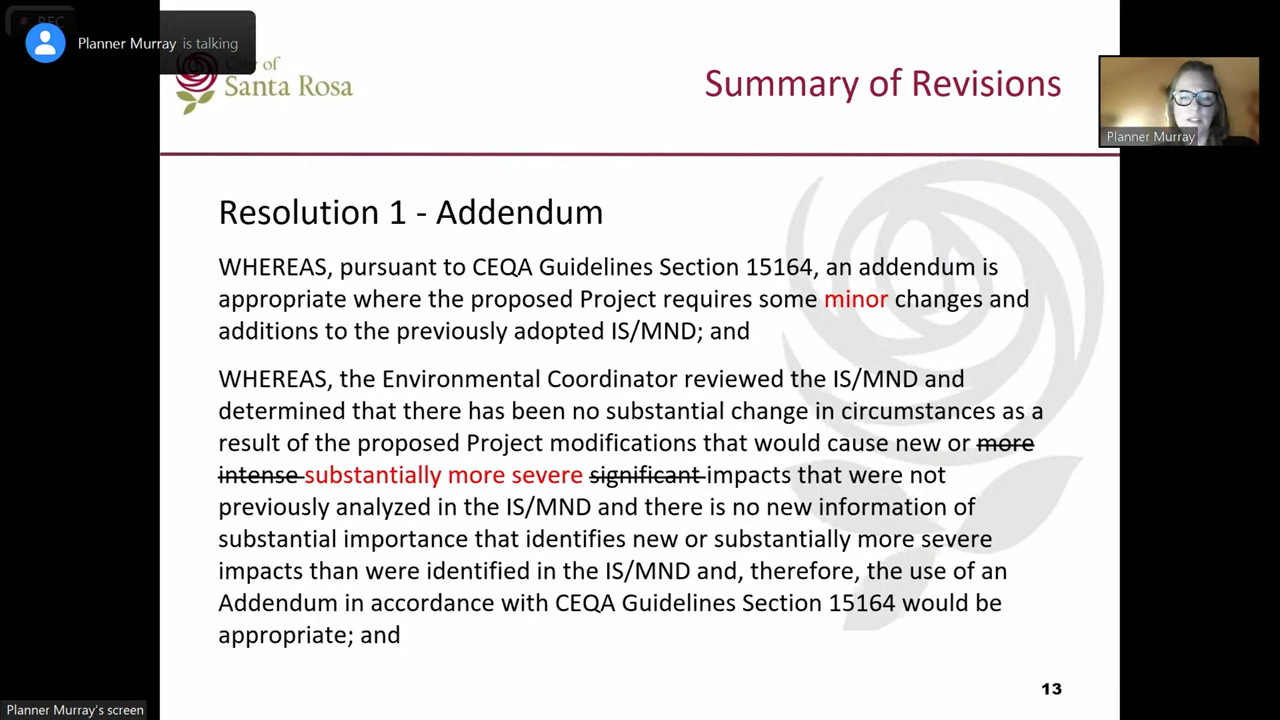 REC
Planner Murray is talking
City of
Santa Rosa
Summary of Revisions
Planner Murray
Resolution 1 - Addendum
WHEREAS, pursuant to CEQA Guidelines Section 15164, an addendum is
appropriate where the proposed Project requires some minor changes and
additions to the previously adopted IS/MND; and
WHEREAS, the Environmental Coordinator reviewed the IS/MND and
determined that there has been no substantial change in circumstances as a
result of the proposed Project modifications that would cause new or more
intense substantially more severe significant impacts that were not
previously analyzed in the IS/MND and there is no new information of
substantial importance that identifies new or substantially more severe
impacts than were identified in the IS/MND and, therefore, the use of an
Addendum in accordance with CEQA Guidelines Section 15164 would be
appropriate; and
13
Planner Murray's screen